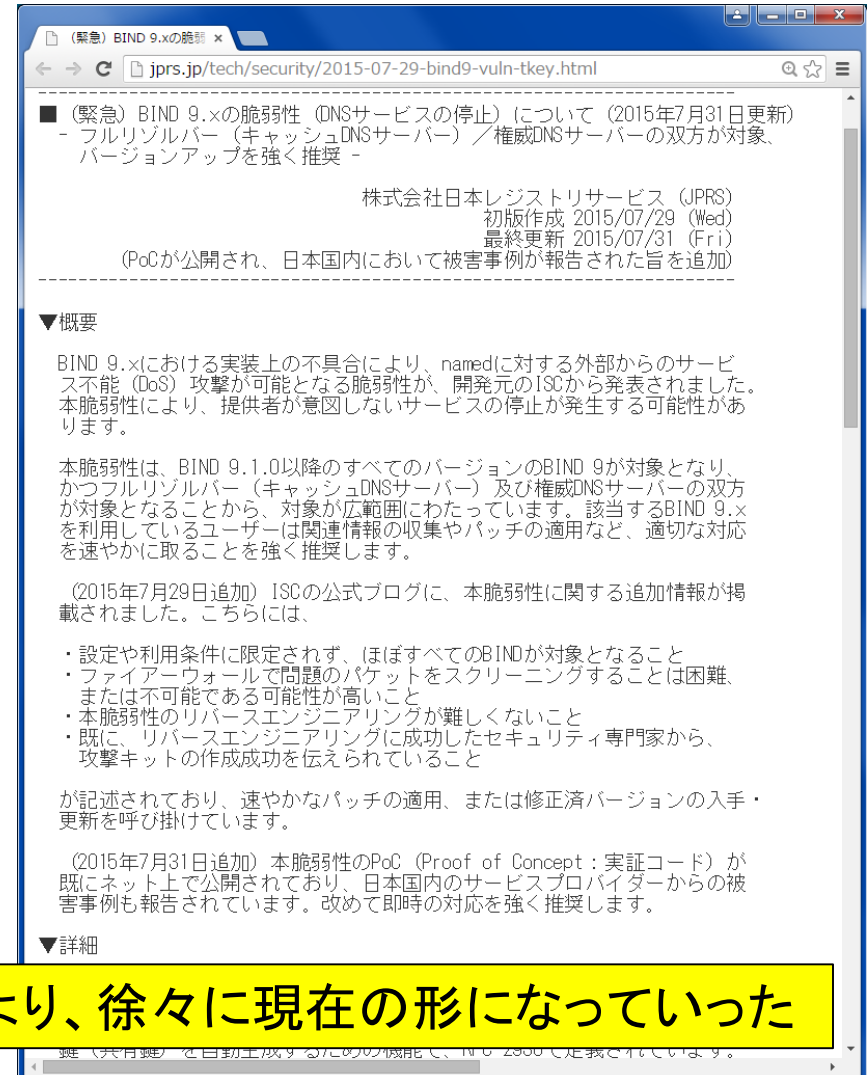 (緊急) BIND 9.xの脆弱
jprs.jp/tech/security/2015-07-29-bind9-vuln-tkey.html
■ (緊急) BIND 9.xの脆弱性 (DNSサービスの停止) について (2015年7月31日更新)
- フルリゾルバー (キャッシュDNSサーバー) /権威DNSサーバーの双方が対象、
バージョンアップを強く推奨 -
株式会社日本レジストリサービス (JPRS)
初版作成 2015/07/29 (Wed)
最終更新 2015/07/31 (Fri)
(PoCが公開され、日本国内において被害事例が報告された旨を追加)
▼概要
BIND 9.xにおける実装上の不具合により、namedに対する外部からのサービ
ス不能 (DoS) 攻撃が可能となる脆弱性が、開発元のISCから発表されました。
本脆弱性により、提供者が意図しないサービスの停止が発生する可能性があ
ります。
本脆弱性は、BIND 9.1.0以降のすべてのバージョンのBIND 9が対象となり、
かつフルリゾルバー (キャッシュDNSサーバー) 及び権威DNSサーバーの双方
が対象となることから、対象が広範囲にわたっています。該当するBIND 9.x
を利用しているユーザーは関連情報の収集やパッチの適用など、適切な対応
を速やかに取ることを強く推奨します。
(2015年7月29日追加) ISCの公式ブログに、本脆弱性に関する追加情報が掲
載されました。こちらには、
・設定や利用条件に限定されず、ほぼすべてのBINDが対象となること
・ファイアーウォールで問題のパケットをスクリーニングすることは困難、
または不可能である可能性が高いこと
・本脆弱性のリバースエンジニアリングが難しくないこと
・既に、リバースエンジニアリングに成功したセキュリティ専門家から、
攻撃キットの作成成功を伝えられていること
が記述されており、速やかなパッチの適用、または修正済バージョンの入手・
更新を呼び掛けています。
(2015年7月31日追加) 本脆弱性のPoC (Proof of Concept:実証コード) が
既にネット上で公開されており、日本国内のサービスプロバイダーからの被
害事例も報告されています。改めて即時の対応を強く推奨します。
▼詳細
より、徐々に現在の形になっていった
鍵 (共有鍵) を自動生成するための機能で、RFC 2930で定義されています。